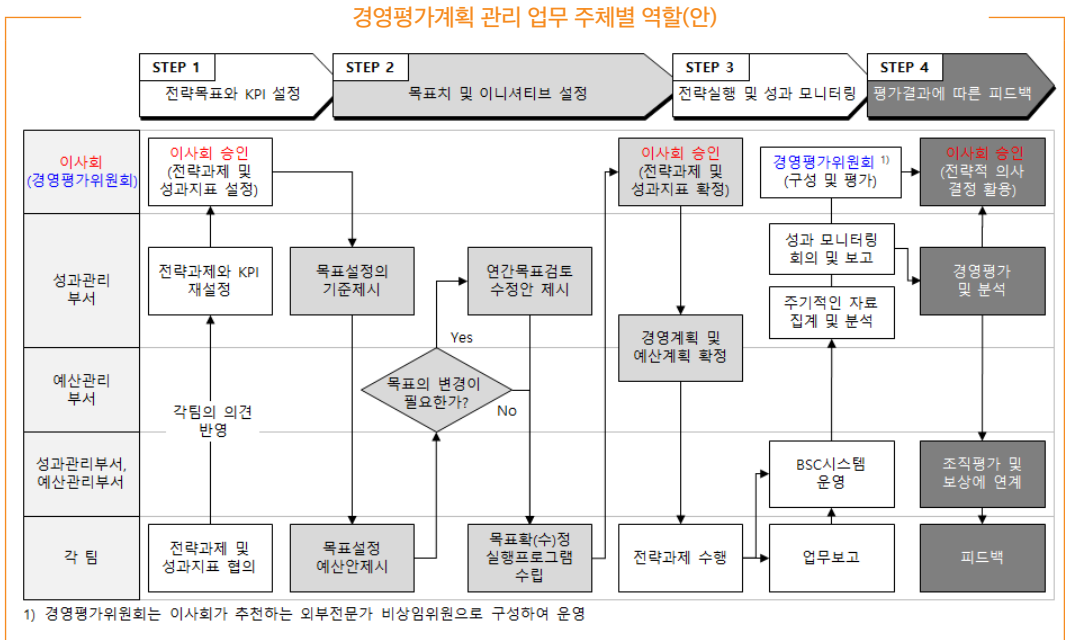 경영평가계획 관리 업무 주체별 역할(안)
STEP 1
전략목표와 KPI 설정
STEP 2
목표치 및 이니셔티브 설정
STEP 3
전략실행 및 성과 모니터링
STEP 4
평가결과에 따른 피드백
이사회
(경영평가위원회)
이사회 승인
(전략과제 및
성과지표 설정)
이사회 승인
(전략과제 및
성과지표 확정)
경영평가위원회 1)
(구성 및 평가)
이사회 승인
(전략적 의사
결정 활용)
성과관리
부서
전략과제와 KPI
재설정
목표설정의
기준제시
연간목표검토
수정안 제시
성과 모니터링
회의 및 보고
주기적인 자료
집계 및 분석
경영평가
및 분석
경영계획 및
예산계획 확정
Yes
예산관리
부서
목표의 변경이
필요한가?
No
각팀의 의견
반영
성과관리부서,
예산관리부서
BSC시스템
운영
조직평가 및
보상에 연계
각 팀
전략과제 및
성과지표 협의
목표설정
예산안제시
목표확(수)정
실행프로그램
수립
전략과제 수행
업무보고
피드백
1) 경영평가위원회는 이사회가 추천하는 외부전문가 비상임위원으로 구성하여 운영